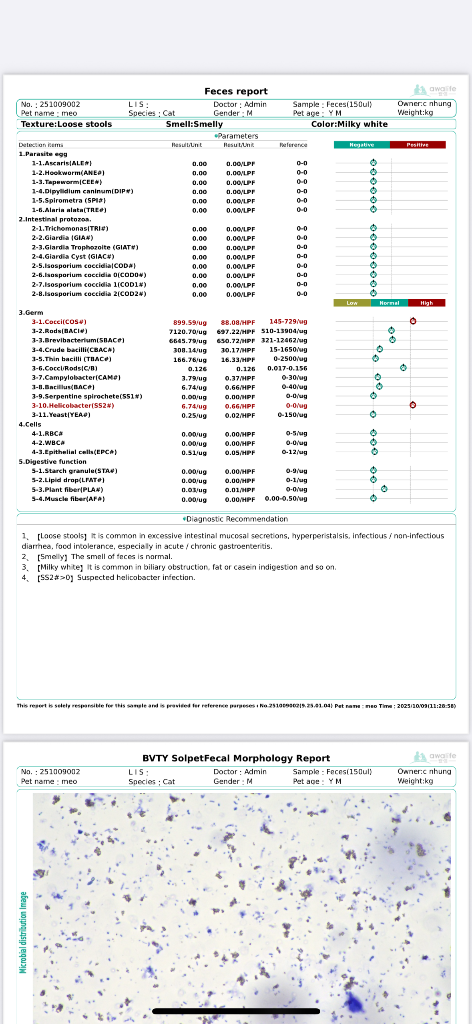 Feces report
awalife
No. : 251009002 L I S : Doctor : Admin Sample : Feces(150ul) Owner:c nhung
Pet name : meo Species : Cat Gender : M Pet age : Y M Weight:kg
Texture:Loose stools Smell:Smelly Color:Milky white
Parameters
Detection items Result/Unit Result/Unit Reference Negative Positive
1.Parasite egg
1-1.Ascaris(ALE#) 0.00 0.00/LPF 0-0
1-2.Hookworm(ANE#) 0.00 0.00/LPF 0-0
1-3.Tapeworm(CEE#) 0.00 0.00/LPF 0-0
1-4.Dipylidium caninum(DIP#) 0.00 0.00/LPF 0-0
1-5.Spirometra (SPI#) 0.00 0.00/LPF 0-0
1-6.Alaria alata(TRE#) 0.00 0.00/LPF 0-0
2.Intestinal protozoa.
2-1.Trichomonas(TRI#) 0.00 0.00/LPF 0-0
2-2.Giardia (GIA#) 0.00 0.00/LPF 0-0
2-3.Giardia Trophozoite (GIAT#) 0.00 0.00/LPF 0-0
2-4.Giardia Cyst (GIAC#) 0.00 0.00/LPF 0-0
2-5.Isosporium coccidia(COD#) 0.00 0.00/LPF 0-0
2-6.Isosporium coccidia 0(COD0#) 0.00 0.00/LPF 0-0
2-7.Isosporium coccidia 1(COD1#) 0.00 0.00/LPF 0-0
2-8.Isosporium coccidia 2(COD2#) 0.00 0.00/LPF 0-0
Low Normal High
3.Germ
3-1.Cocci(COS#) 899.59/ug 88.08/HPF 145-729/ug
3-2.Rods(BACI#) 7120.70/ug 697.22/HPF 510-13904/ug
3-3.Brevibacterium(SBAC#) 6645.79/ug 650.72/HPF 321-12462/ug
3-4.Crude bacilli(CBAC#) 308.14/ug 30.17/HPF 15-1650/ug
3-5.Thin bacilli (TBAC#) 166.76/ug 16.33/HPF 0-2500/ug
3-6.Cocci/Rods(C/B) 0.126 0.126 0.017-0.156
3-7.Campylobacter(CAM#) 3.79/ug 0.37/HPF 0-30/ug
3-8.Bacillus(BAC#) 6.74/ug 0.66/HPF 0-40/ug
3-9.Serpentine spirochete(SS1#) 0.00/ug 0.00/HPF 0-0/ug
3-10.Helicobacter(SS2#) 6.74/ug 0.66/HPF 0-0/ug
3-11.Yeast(YEA#) 0.25/ug 0.02/HPF 0-150/ug
4.Cells
4-1.RBC# 0.00/ug 0.00/HPF 0-5/ug
4-2.WBC# 0.00/ug 0.00/HPF 0-0/ug
4-3.Epithelial cells(EPC#) 0.51/ug 0.05/HPF 0-12/ug
5.Digestive function
5-1.Starch granule(STA#) 0.00/ug 0.00/HPF 0-9/ug
5-2.Lipid drop(LFAT#) 0.00/ug 0.00/HPF 0-1/ug
5-3.Plant fiber(PLA#) 0.03/ug 0.01/HPF 0-0/ug
5-4.Muscle fiber(AF#) 0.00/ug 0.00/HPF 0.00-0.50/ug
Diagnostic Recommendation
1、【Loose stools】It is common in excessive intestinal mucosal secretions, hyperperistalsis, infectious / non-infectious
diarrhea, food intolerance, especially in acute / chronic gastroenteritis.
2、【Smelly】The smell of feces is normal.
3、【Milky white】It is common in biliary obstruction, fat or casein indigestion and so on.
4、【SS2#>0】Suspected helicobacter infection.
This report is solely responsible for this sample and is provided for reference purposes No.251009002(9.25.01.04) Pet name : meo Time : 2025/10/09(11:28:58)
BVTY SolpetFecal Morphology Report
awalife
No. : 251009002 L I S : Doctor : Admin Sample : Feces(150ul) Owner:c nhung
Pet name : meo Species : Cat Gender : M Pet age : Y M Weight:kg
Microbial distribution image